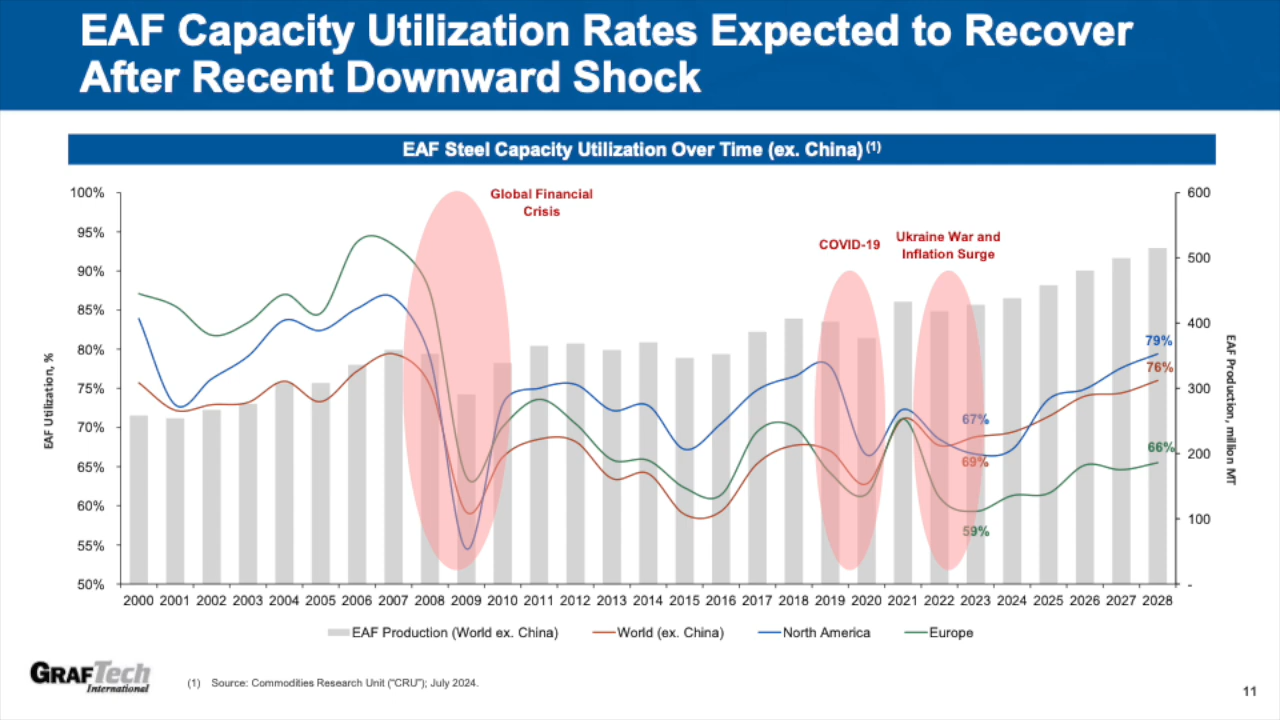 EAF Capacity Utilization Rates Expected to Recover
After Recent Downward Shock
EAF Steel Capacity Utilization Over Time (ex. China) (1)
100%
95%
90%
85%
80%
75%
70%
65%
60%
55%
50%
EAF Utilization, %
600
500
400
300
200
100
-
EAF Production, million MT
Global Financial
Crisis
COVID-19
Ukraine War and
Inflation Surge
79%
76%
67%
69%
66%
59%
2000 2001 2002 2003 2004 2005 2006 2007 2008 2009 2010 2011 2012 2013 2014 2015 2016 2017 2018 2019 2020 2021 2022 2023 2024 2025 2026 2027 2028
EAF Production (World ex. China) World (ex. China) North America Europe
GRAFTech
International
(1) Source: Commodities Research Unit ("CRU"); July 2024.
11